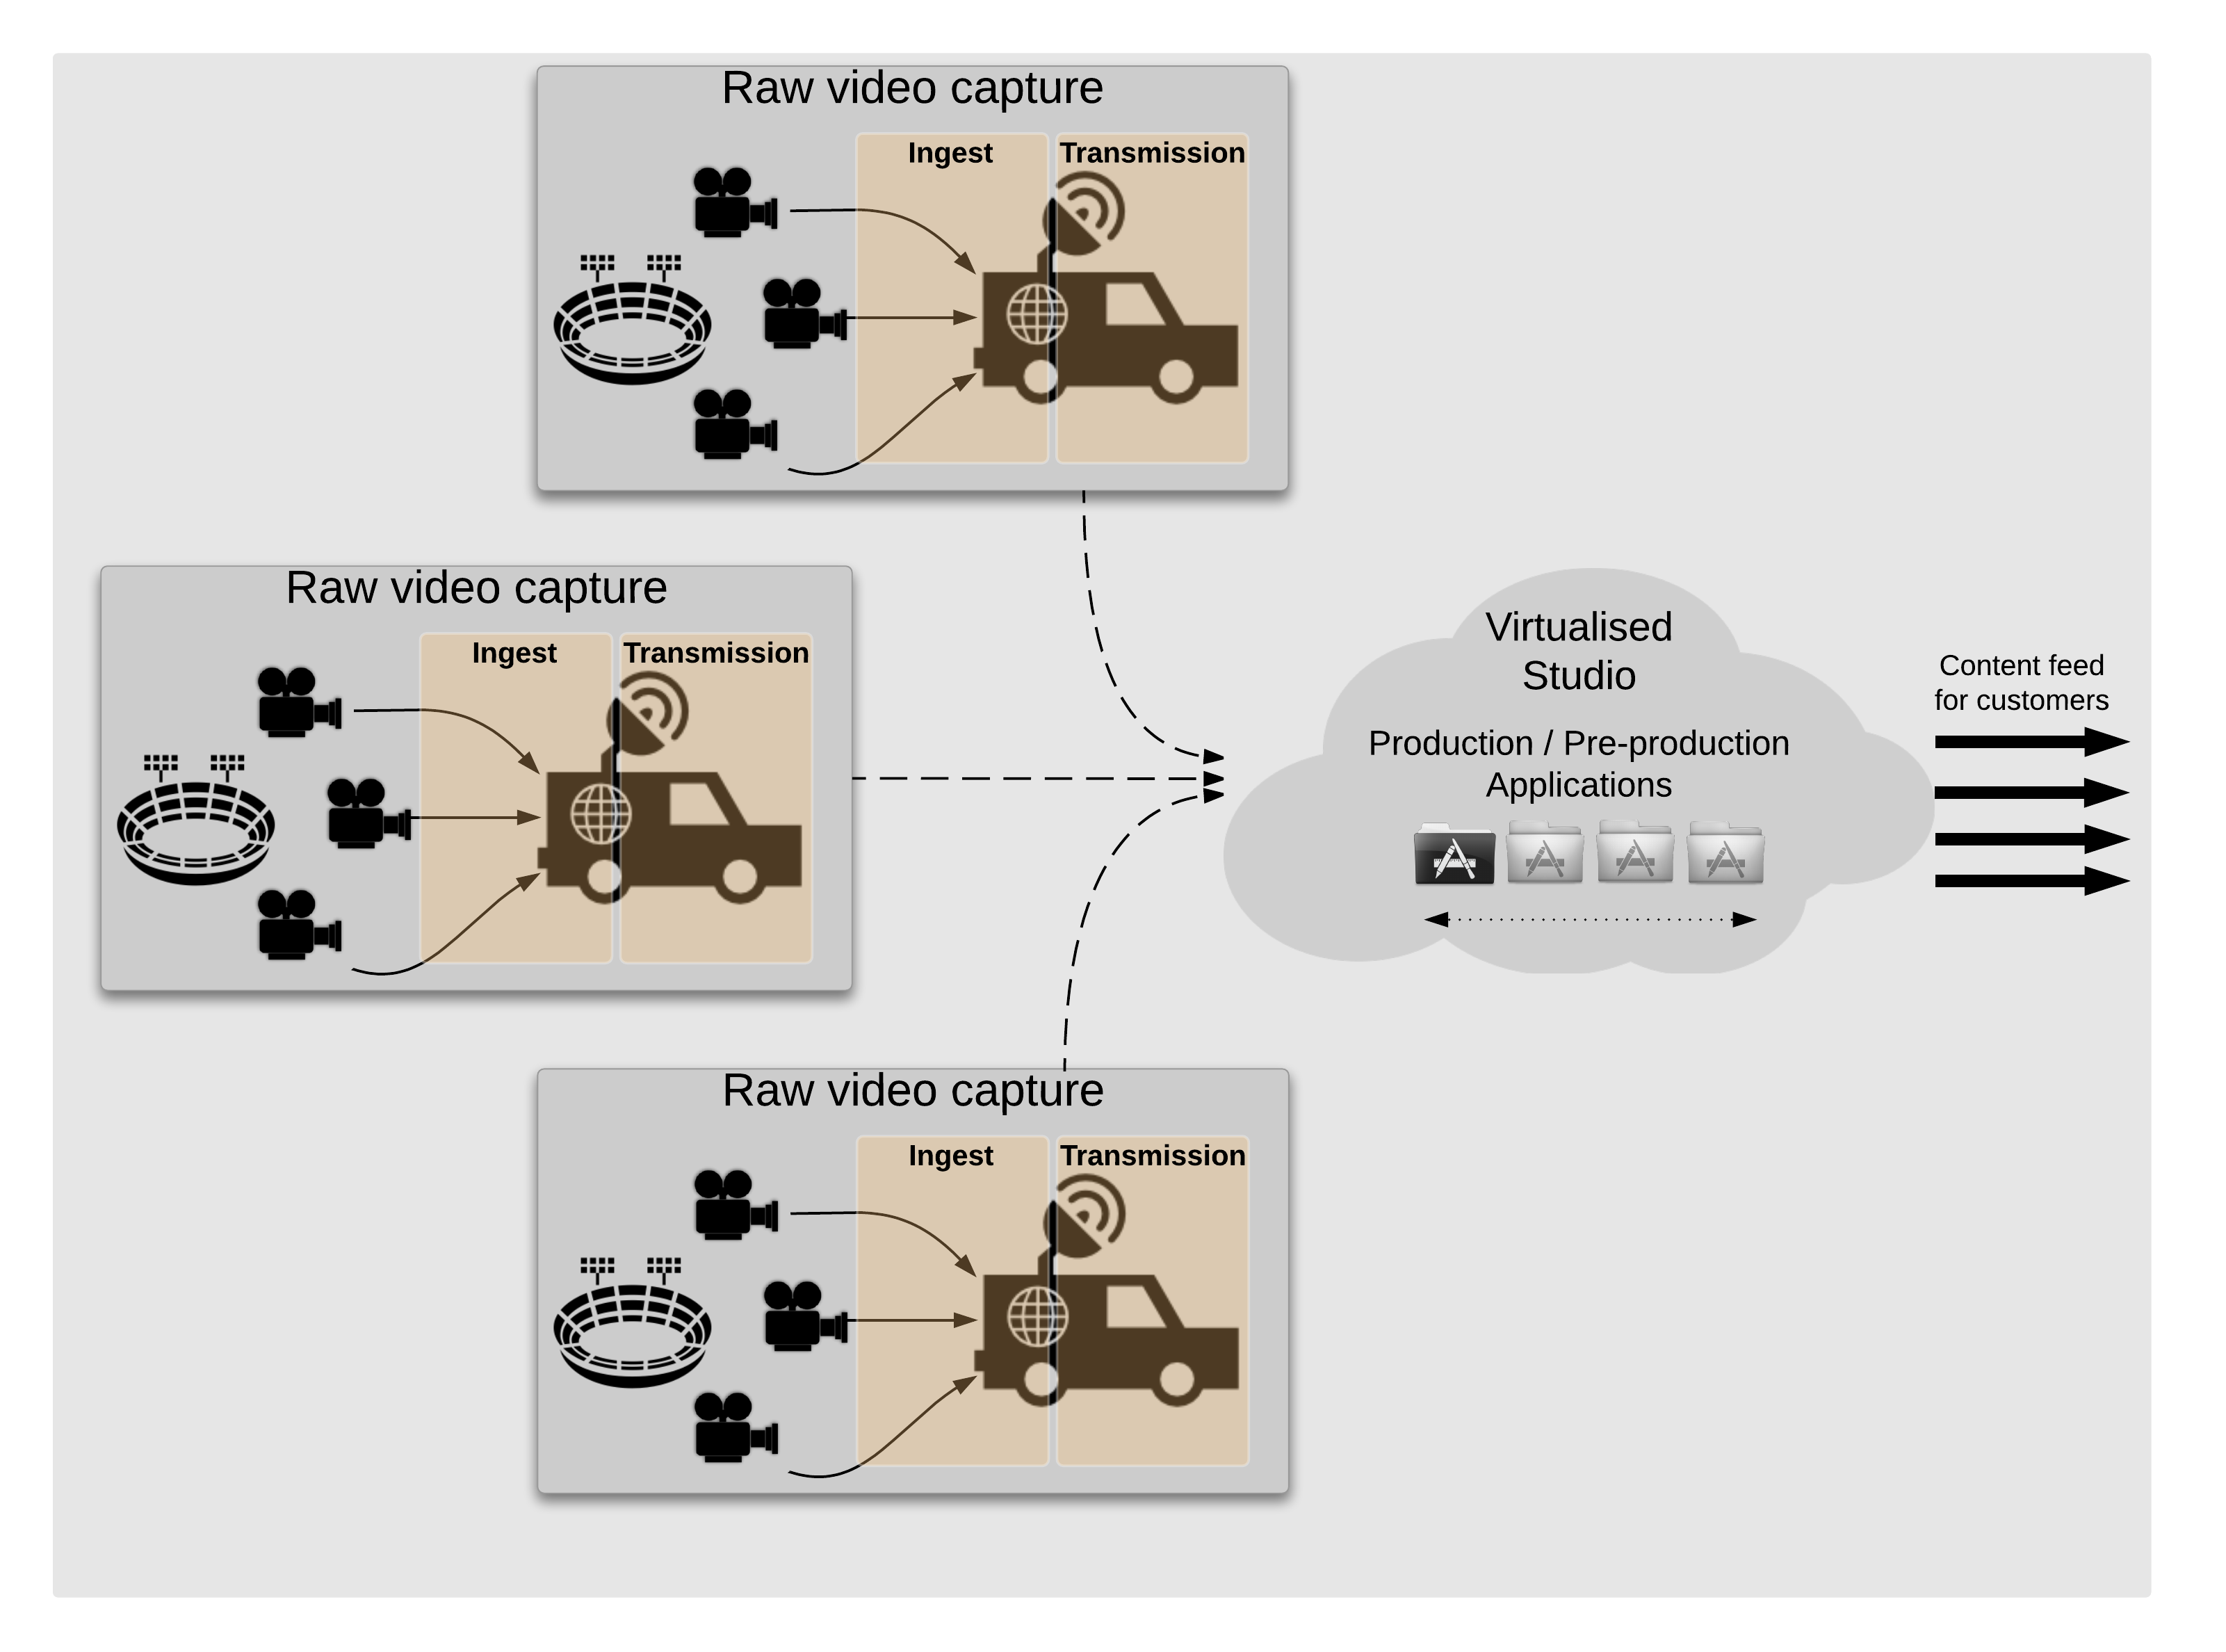 Raw video capture
Ingest
Transmission
Raw video capture
Ingest
Transmission
Virtualised
Studio
Production / Pre-production
Applications
Content feed
for customers
Raw video capture
Ingest
Transmission